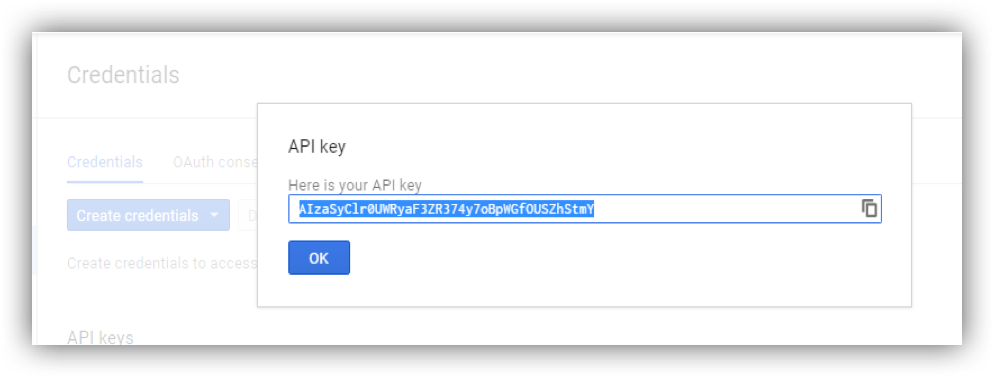 Credentials
API key
Credentials OAuth conse
Here is your API key
AIzaSyClr0UWRyaF3ZR374y7oBpWGfOUSZhStmY
Create credentials D
OK
Create credentials to access
API keys